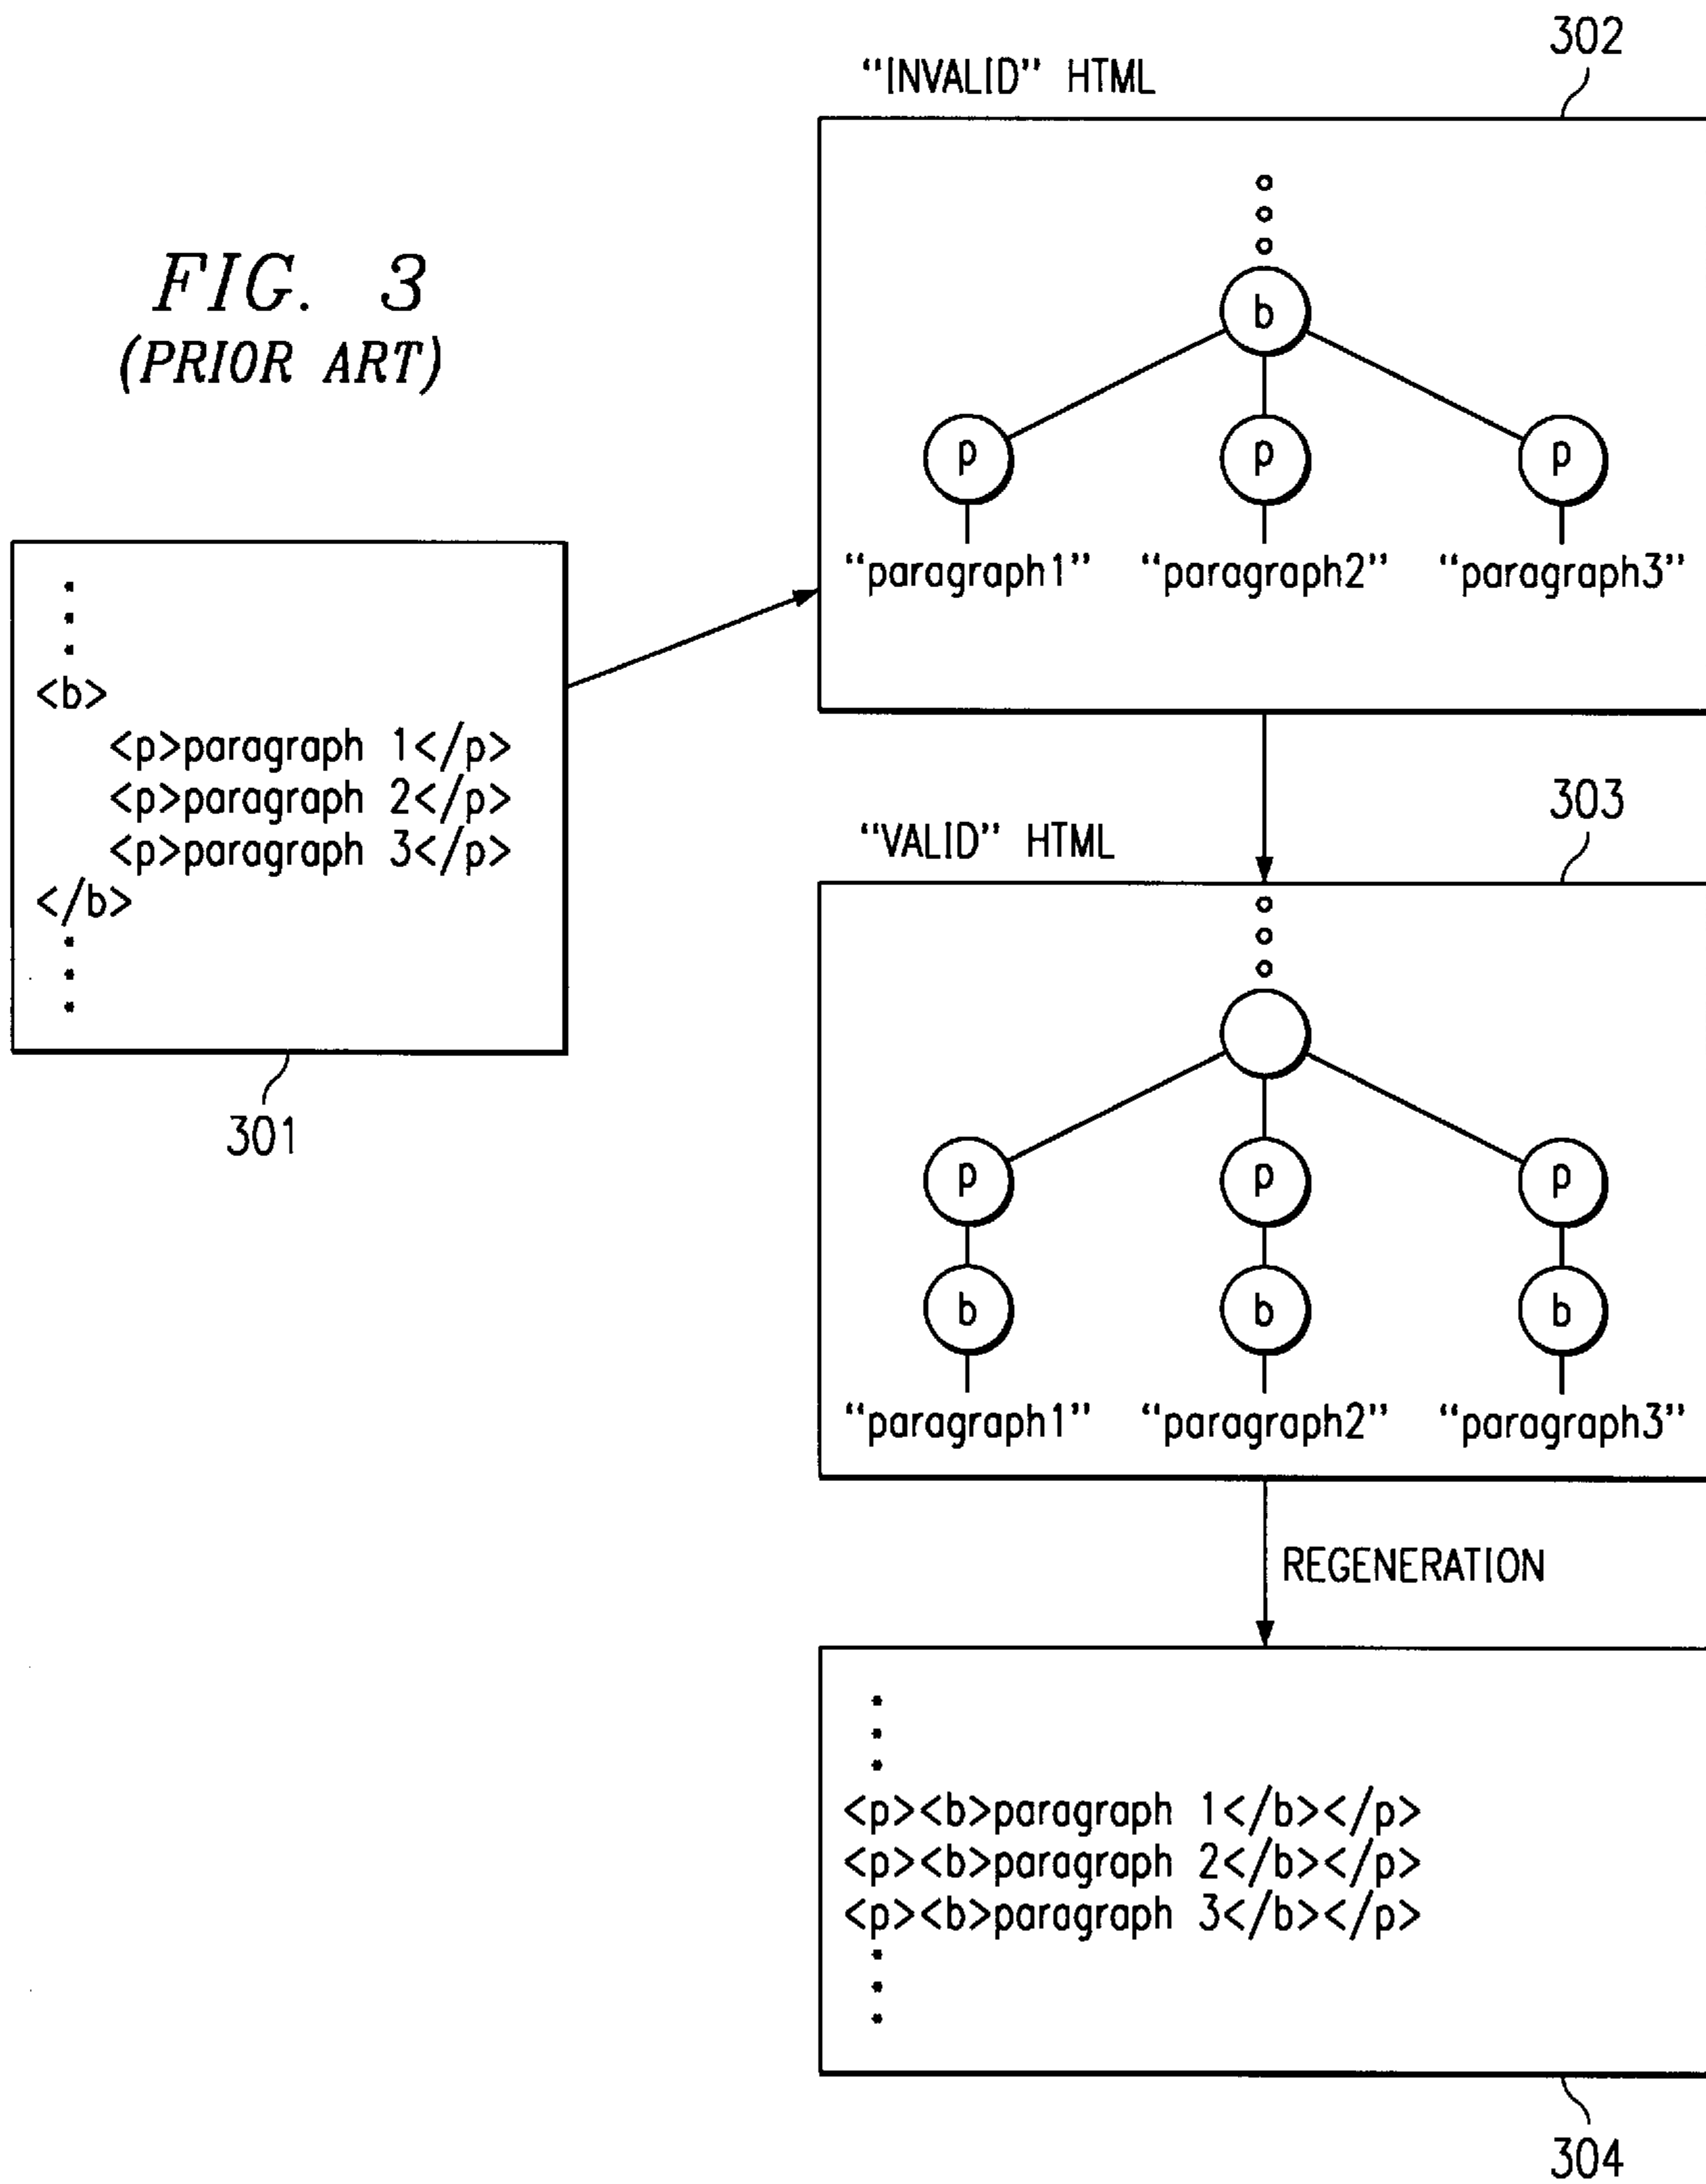 FIG. 3
(PRIOR ART)
<b>
<p>paragraph 1</p>
<p>paragraph 2</p>
<p>paragraph 3</p>
</b>
301
302
"INVALID" HTML
b
p p p
"paragraph1" "paragraph2" "paragraph3"
303
"VALID" HTML
p p p
b b b
"paragraph1" "paragraph2" "paragraph3"
REGENERATION
<p><b>paragraph 1</b></p>
<p><b>paragraph 2</b></p>
<p><b>paragraph 3</b></p>
304